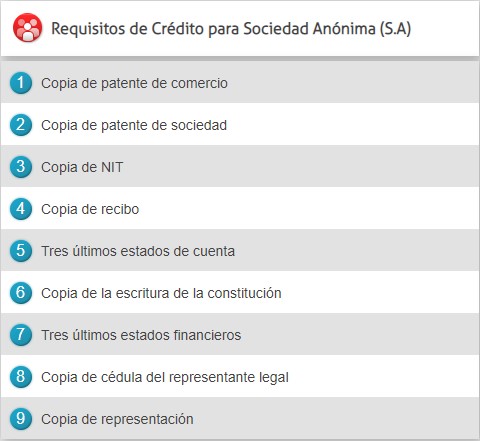 Requisitos de Crédito para Sociedad Anónima (S.A)
1 Copia de patente de comercio
2 Copia de patente de sociedad
3 Copia de NIT
4 Copia de recibo
5 Tres últimos estados de cuenta
6 Copia de la escritura de la constitución
7 Tres últimos estados financieros
8 Copia de cédula del representante legal
9 Copia de representación